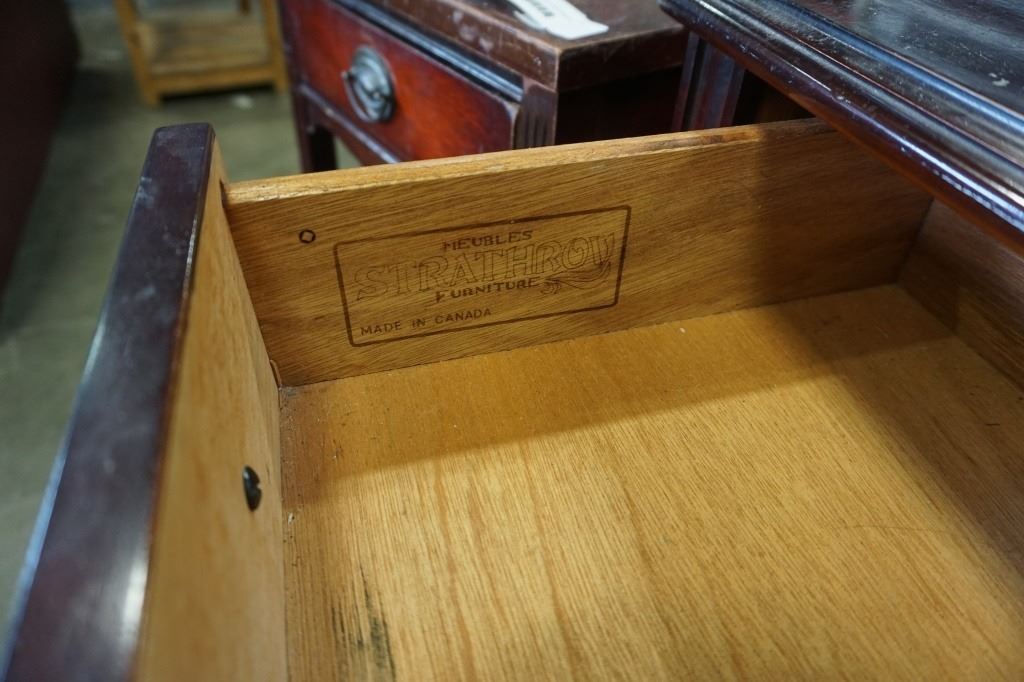 MEUBLES
STRATHROY
FURNITURE
MADE IN CANADA